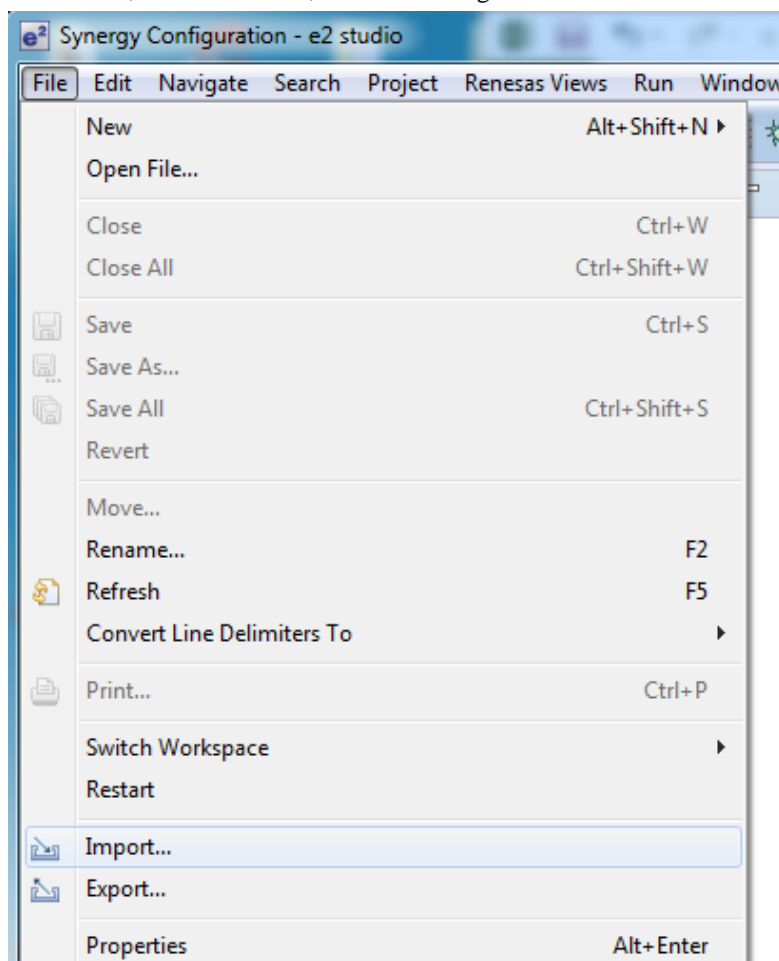 e² Synergy Configuration - e2 studio
File Edit Navigate Search Project Renesas Views Run Window
New Alt+Shift+N
Open File...
Close Ctrl+W
Close All Ctrl+Shift+W
Save Ctrl+S
Save As...
Save All Ctrl+Shift+S
Revert
Move...
Rename... F2
Refresh F5
Convert Line Delimiters To
Print... Ctrl+P
Switch Workspace
Restart
Import...
Export...
Properties Alt+Enter